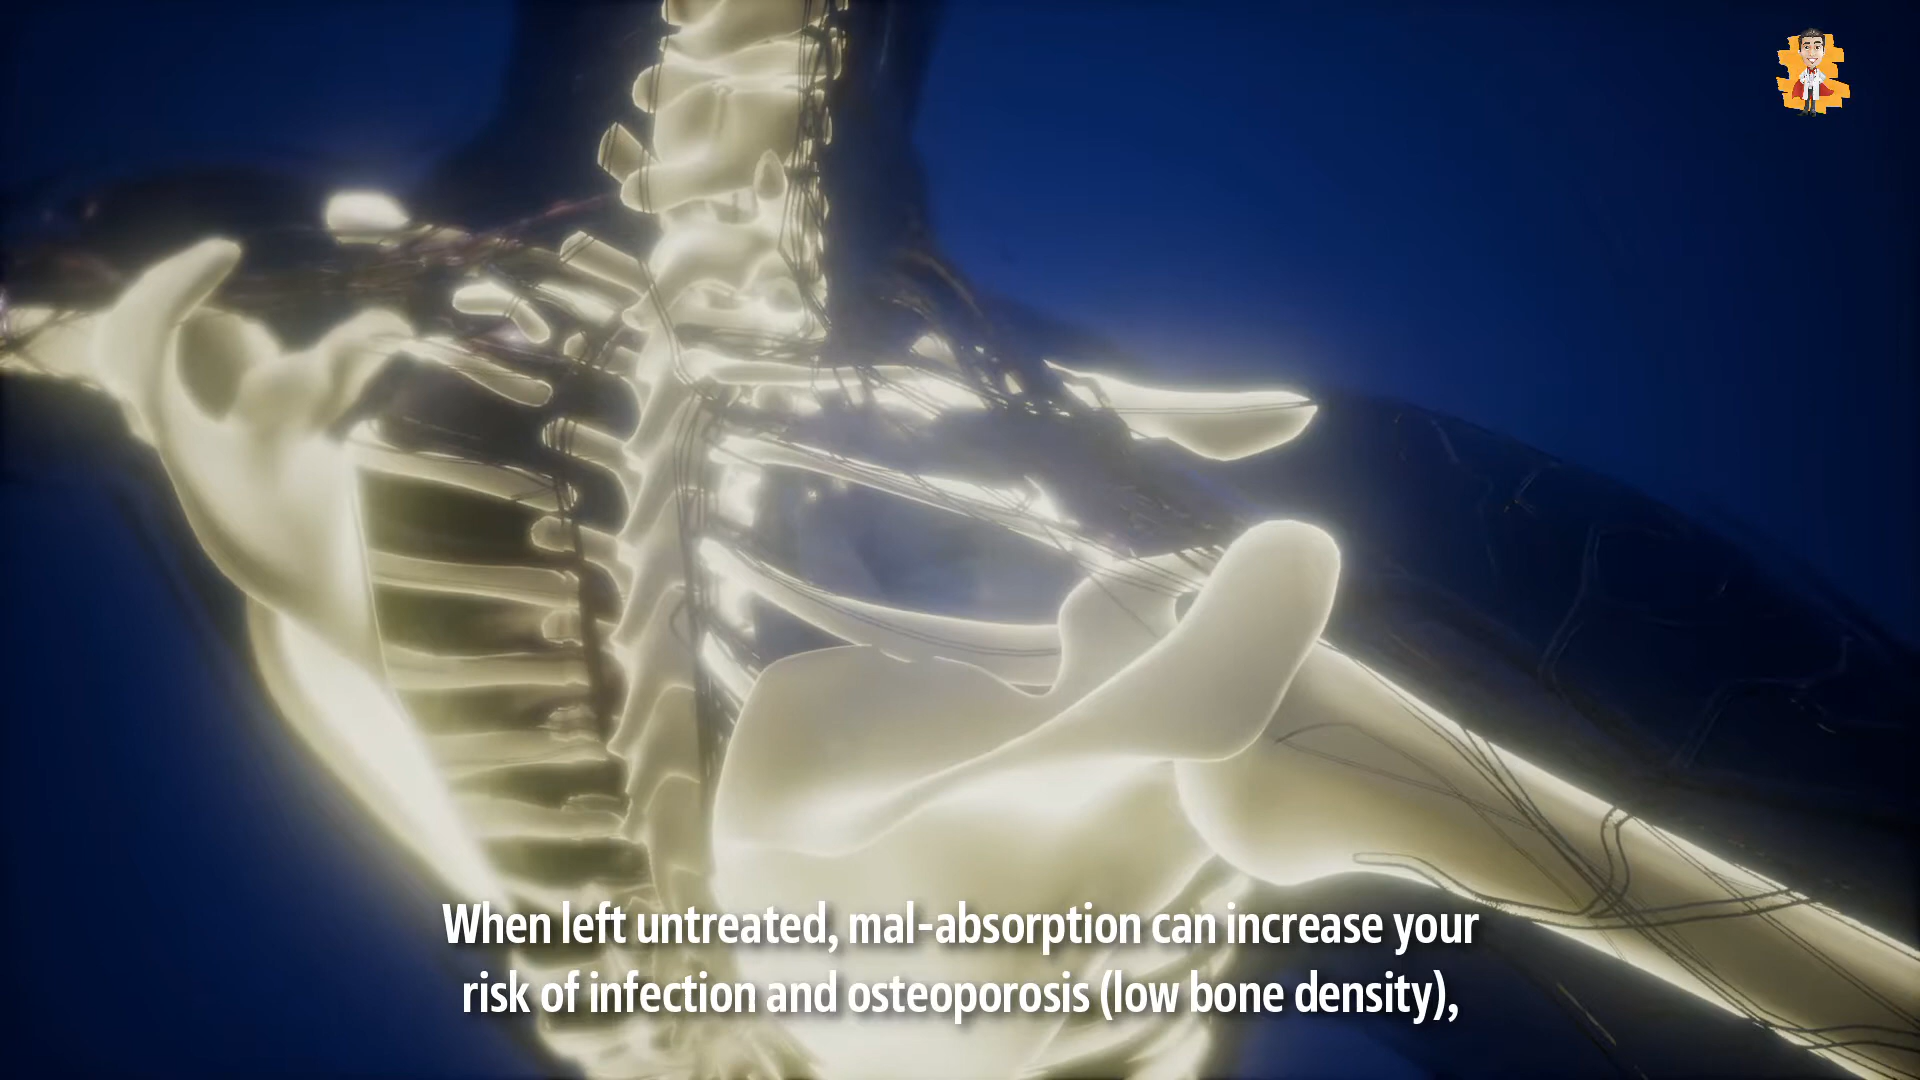 When left untreated, mal-absorption can increase your
risk of infection and osteoporosis (low bone density),